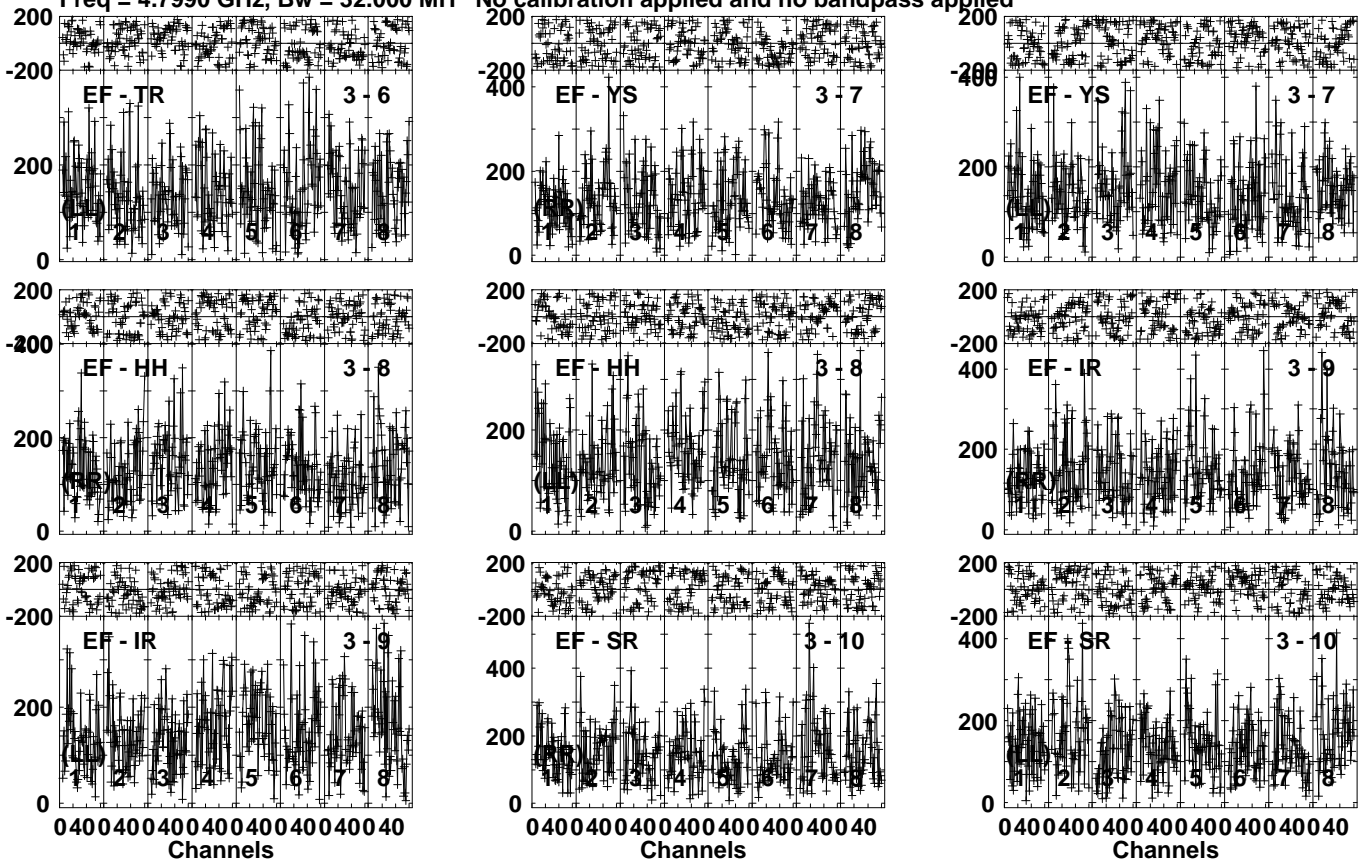 Freq = 4.7990 GHz, Bw = 32.000 MH No calibration applied and no bandpass applied
200 200 200
-200 -200 -200
400 400
EF - TR 3 - 6 EF - YS 3 - 7 EF - YS 3 - 7
200 200 200
(LL) (RR) (LL)
1 2 3 4 5 6 7 8 1 2 3 4 5 6 7 8 1 2 3 4 5 6 7 8
0 0 0
200 200 200
-200 -200 -200
400 400
EF - HH 3 - 8 EF - HH 3 - 8 EF - IR 3 - 9
200 200 200
(RR) (LL) (RR)
1 2 3 4 5 6 7 8 1 2 3 4 5 6 7 8 1 2 3 4 5 6 7 8
0 0 0
200 200 200
-200 -200 -200
EF - IR 3 - 9 EF - SR 3 - 10 EF - SR 3 - 10
400 400
200 200 200
(LL) (RR) (LL)
1 2 3 4 5 6 7 8 1 2 3 4 5 6 7 8 1 2 3 4 5 6 7 8
0 0 0
0 40 0 40 0 40 0 40 0 40 0 40 0 40 0 40 0 40 0 40 0 40 0 40 0 40 0 40 0 40 0 40 0 40 0 40 0 40 0 40 0 40 0 40 0 40 0 40
Channels Channels Channels